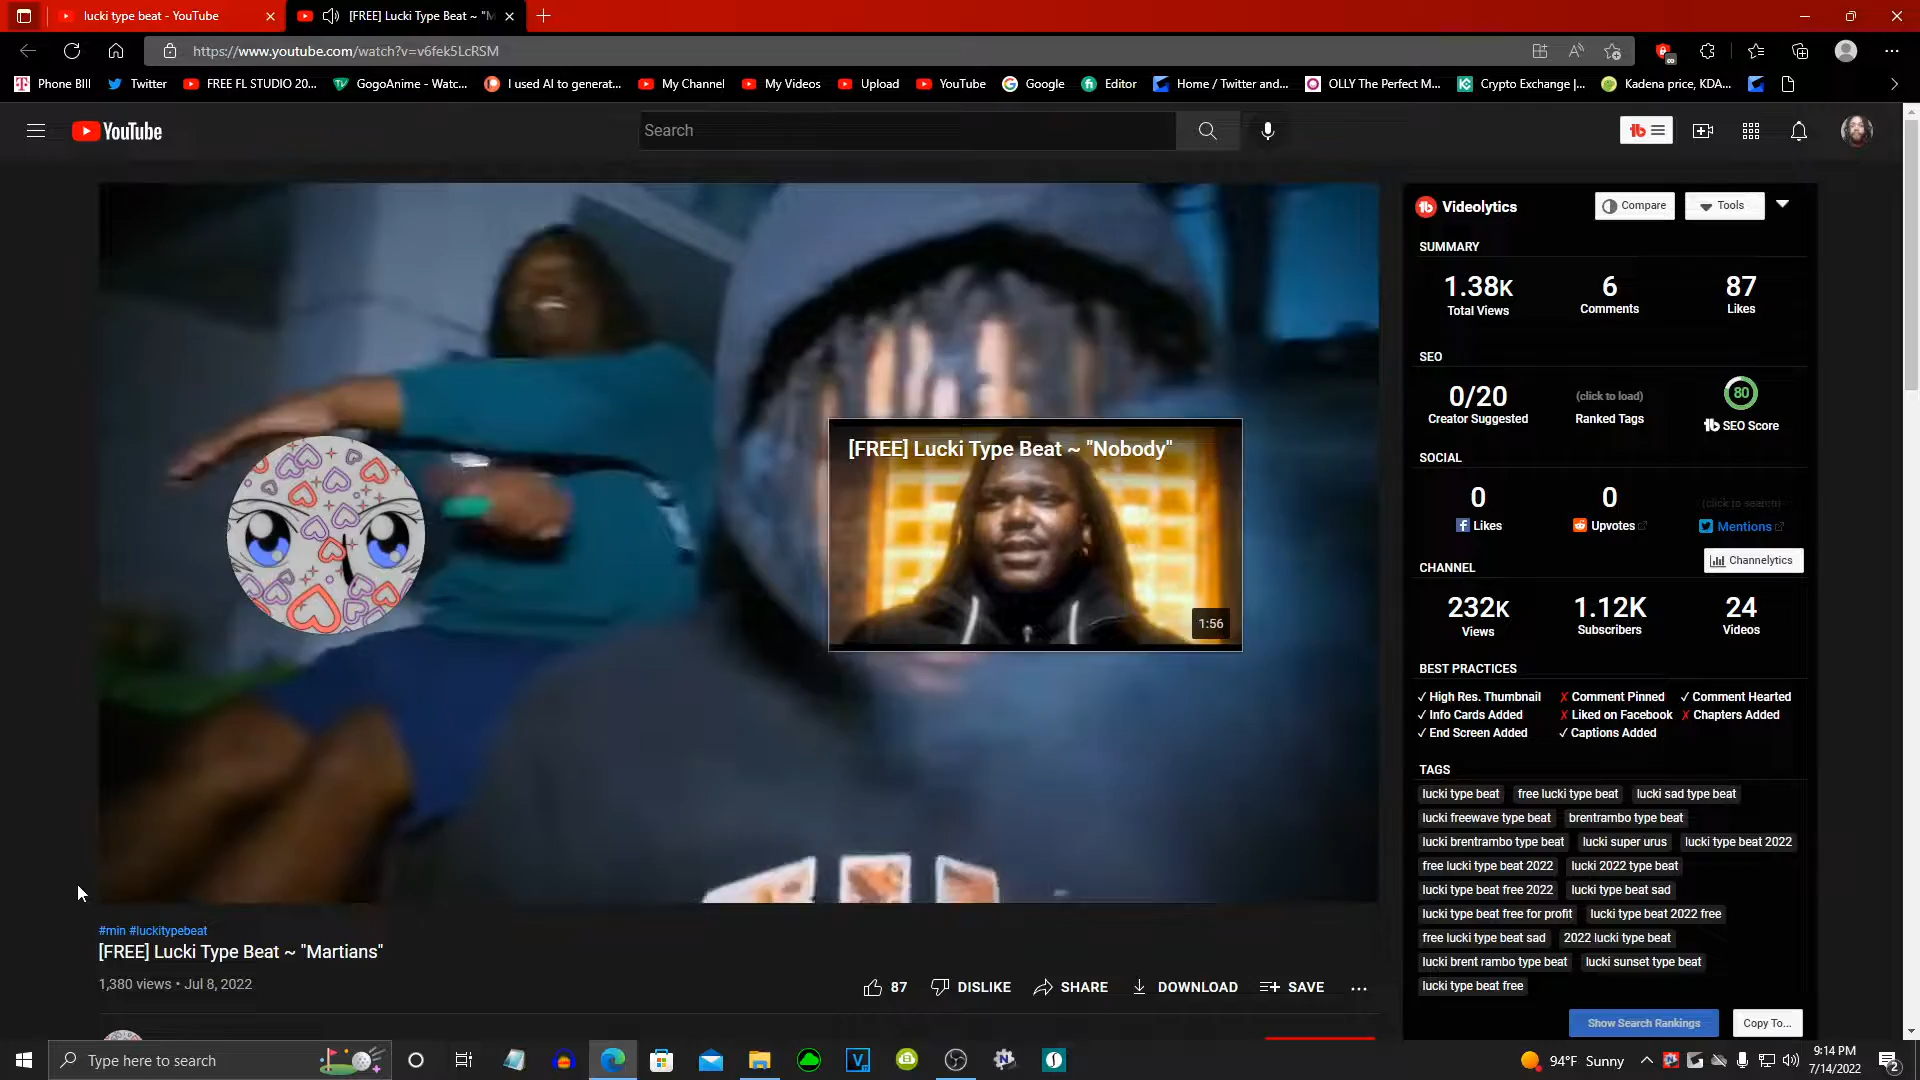 lucki type beat - YouTube
[FREE] Lucki Type Beat ~ "M
https://www.youtube.com/watch?v=v6fek5LcRSM
Phone Bill
Twitter
FREE FL STUDIO 20...
GogoAnime - Watc...
I used AI to generat...
My Channel
My Videos
Upload
YouTube
Google
Editor
Home / Twitter and...
OLLY The Perfect M...
Crypto Exchange |...
Kadena price, KDA...
YouTube
Search
Videolytics
Compare
Tools
SUMMARY
1.38K 6 87
Total Views Comments Likes
SEO
0/20 (click to load) 80
Creator Suggested Ranked Tags SEO Score
SOCIAL
0 0 (click to search)
Likes Upvotes Mentions
Channelytics
CHANNEL
232K 1.12K 24
Views Subscribers Videos
BEST PRACTICES
✓ High Res. Thumbnail ✗ Comment Pinned ✓ Comment Hearted
✓ Info Cards Added ✗ Liked on Facebook ✗ Chapters Added
✓ End Screen Added ✓ Captions Added
TAGS
lucki type beat free lucki type beat lucki sad type beat
lucki freewave type beat brentrambo type beat
lucki brentrambo type beat lucki super urus lucki type beat 2022
free lucki type beat 2022 lucki 2022 type beat
lucki type beat free 2022 lucki type beat sad
lucki type beat free for profit lucki type beat 2022 free
free lucki type beat sad 2022 lucki type beat
lucki brent rambo type beat lucki sunset type beat
lucki type beat free
Show Search Rankings Copy To...
[FREE] Lucki Type Beat ~ "Nobody"
1:56
#min #luckitypebeat
[FREE] Lucki Type Beat ~ "Martians"
1,380 views • Jul 8, 2022
87 DISLIKE SHARE DOWNLOAD SAVE
Type here to search
94°F Sunny
9:14 PM
7/14/2022
2